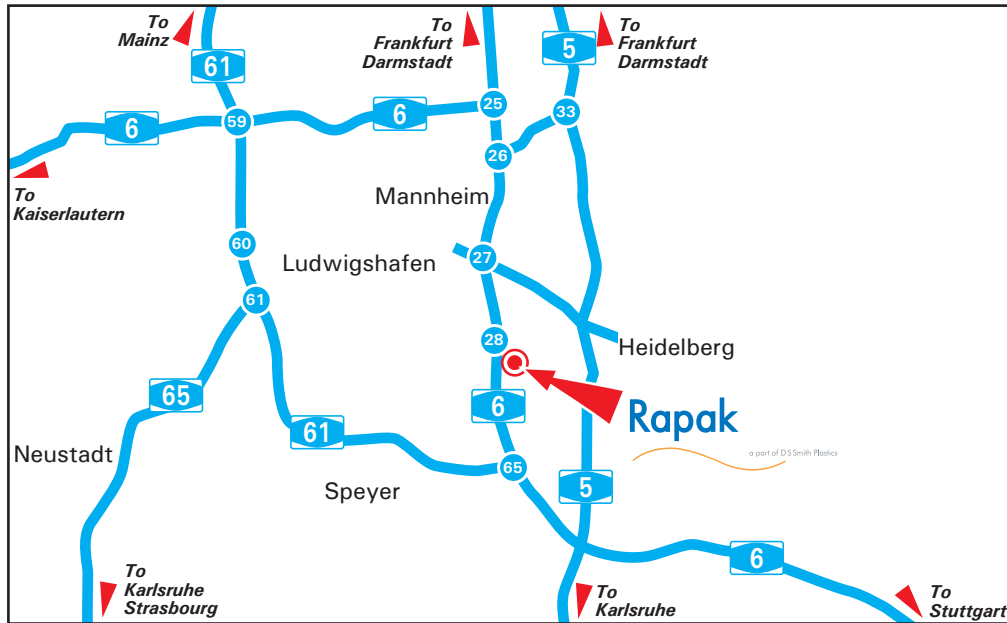 To
Mainz
To
Frankfurt
Darmstadt
5
To
Frankfurt
Darmstadt
61
6
59
6
25
33
26
To
Kaiserlautern
Mannheim
60
Ludwigshafen
27
61
28
Heidelberg
65
6
Rapak
a part of DS Smith Plastics
61
Neustadt
65
Speyer
5
6
To
Karlsruhe
Strasbourg
To
Karlsruhe
To
Stuttgart